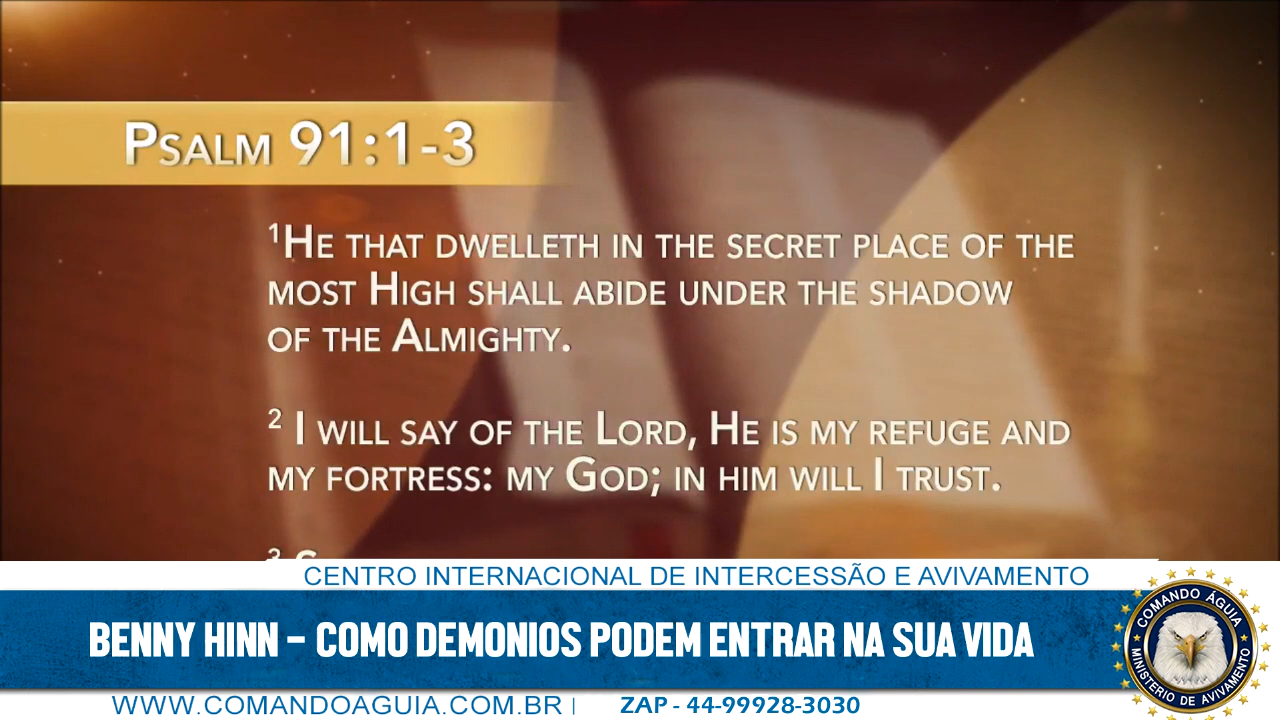 Psalm 91:1-3
¹He that dwelleth in the secret place of the
most High shall abide under the shadow
of the Almighty.
² I will say of the Lord, He is my refuge and
my fortress: my God; in him will I trust.
3 S
CENTRO INTERNACIONAL DE INTERCESSÃO E AVIVAMENTO
BENNY HINN - COMO DEMONIOS PODEM ENTRAR NA SUA VIDA
COMANDO ÁGUIA
MINISTÉRIO DE AVIVAMENTO
WWW.COMANDOAGUIA.COM.BR | ZAP - 44-99928-3030